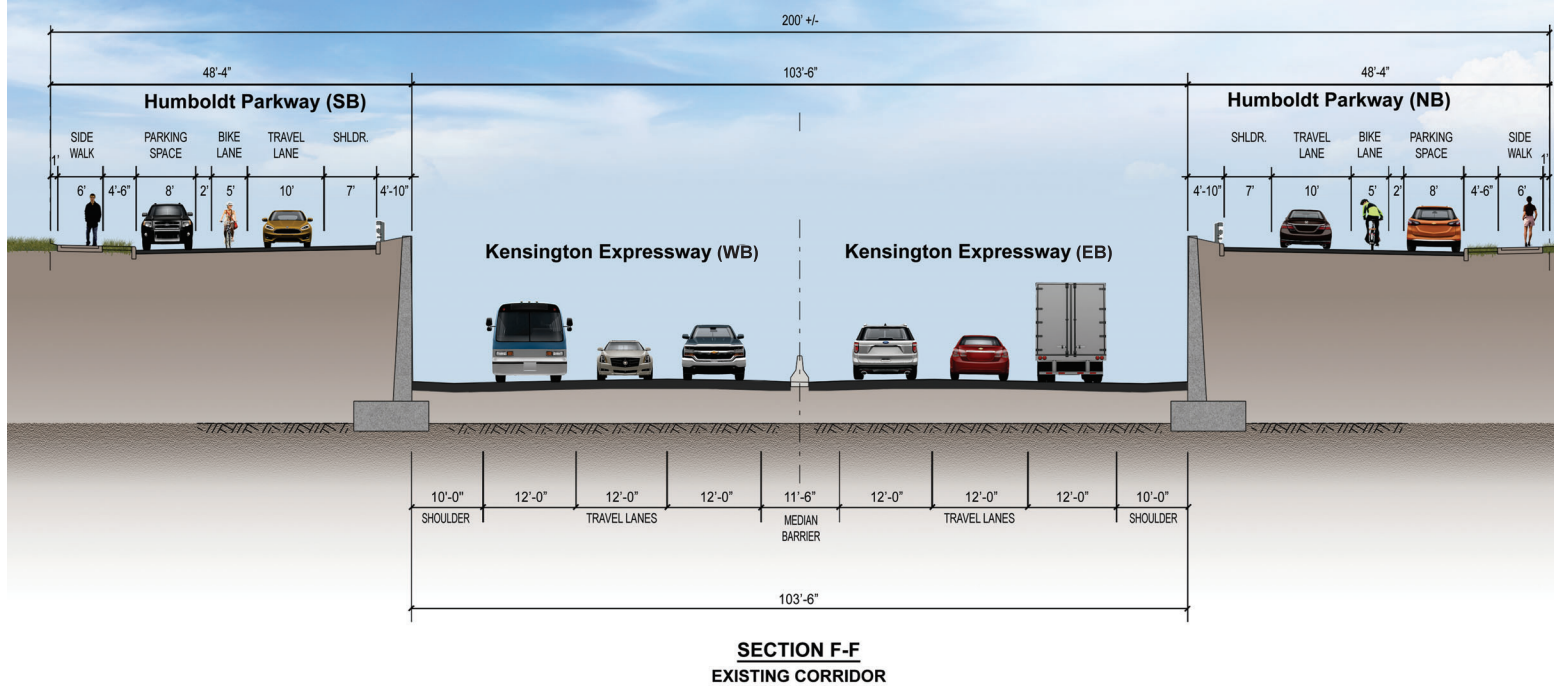 200' +/-
48'-4"
103'-6"
48'-4"
Humboldt Parkway (SB)
Humboldt Parkway (NB)
SIDE
WALK
PARKING
SPACE
BIKE
LANE
TRAVEL
LANE
SHLDR.
SHLDR.
TRAVEL
LANE
BIKE
LANE
PARKING
SPACE
SIDE
WALK
1'
6'
4'-6"
8'
2'
5'
10'
7'
4'-10"
4'-10"
7'
10'
5'
2'
8'
4'-6"
6'
1'
Kensington Expressway (WB)
Kensington Expressway (EB)
10'-0"
12'-0"
12'-0"
12'-0"
11'-6"
12'-0"
12'-0"
12'-0"
10'-0"
SHOULDER
TRAVEL LANES
MEDIAN
BARRIER
TRAVEL LANES
SHOULDER
103'-6"
SECTION F-F
EXISTING CORRIDOR